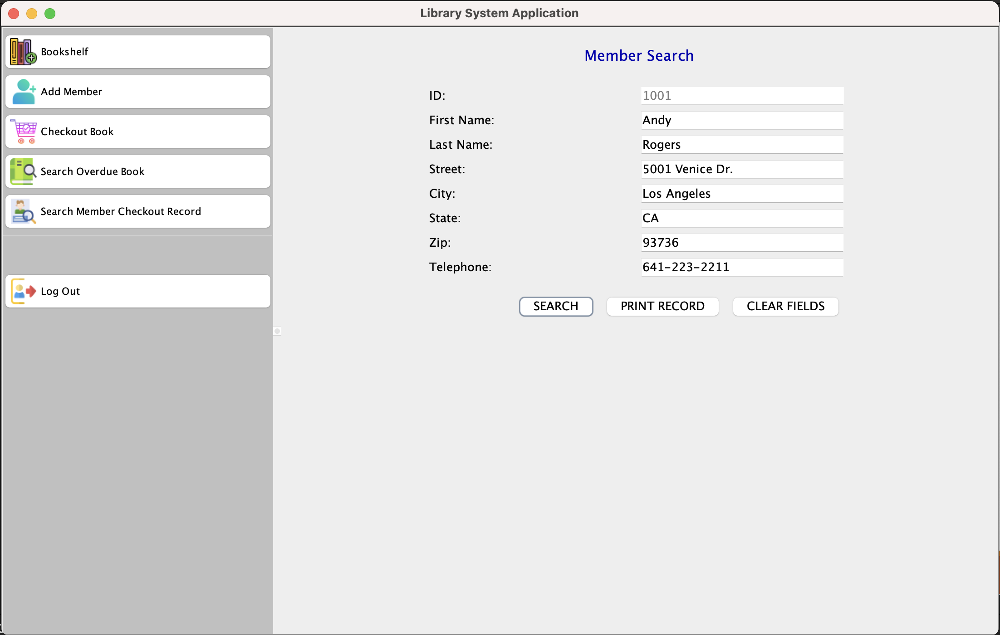 Library System Application
Bookshelf
Add Member
Checkout Book
Search Overdue Book
Search Member Checkout Record
Log Out
Member Search
ID: 1001
First Name: Andy
Last Name: Rogers
Street: 5001 Venice Dr.
City: Los Angeles
State: CA
Zip: 93736
Telephone: 641-223-2211
SEARCH PRINT RECORD CLEAR FIELDS